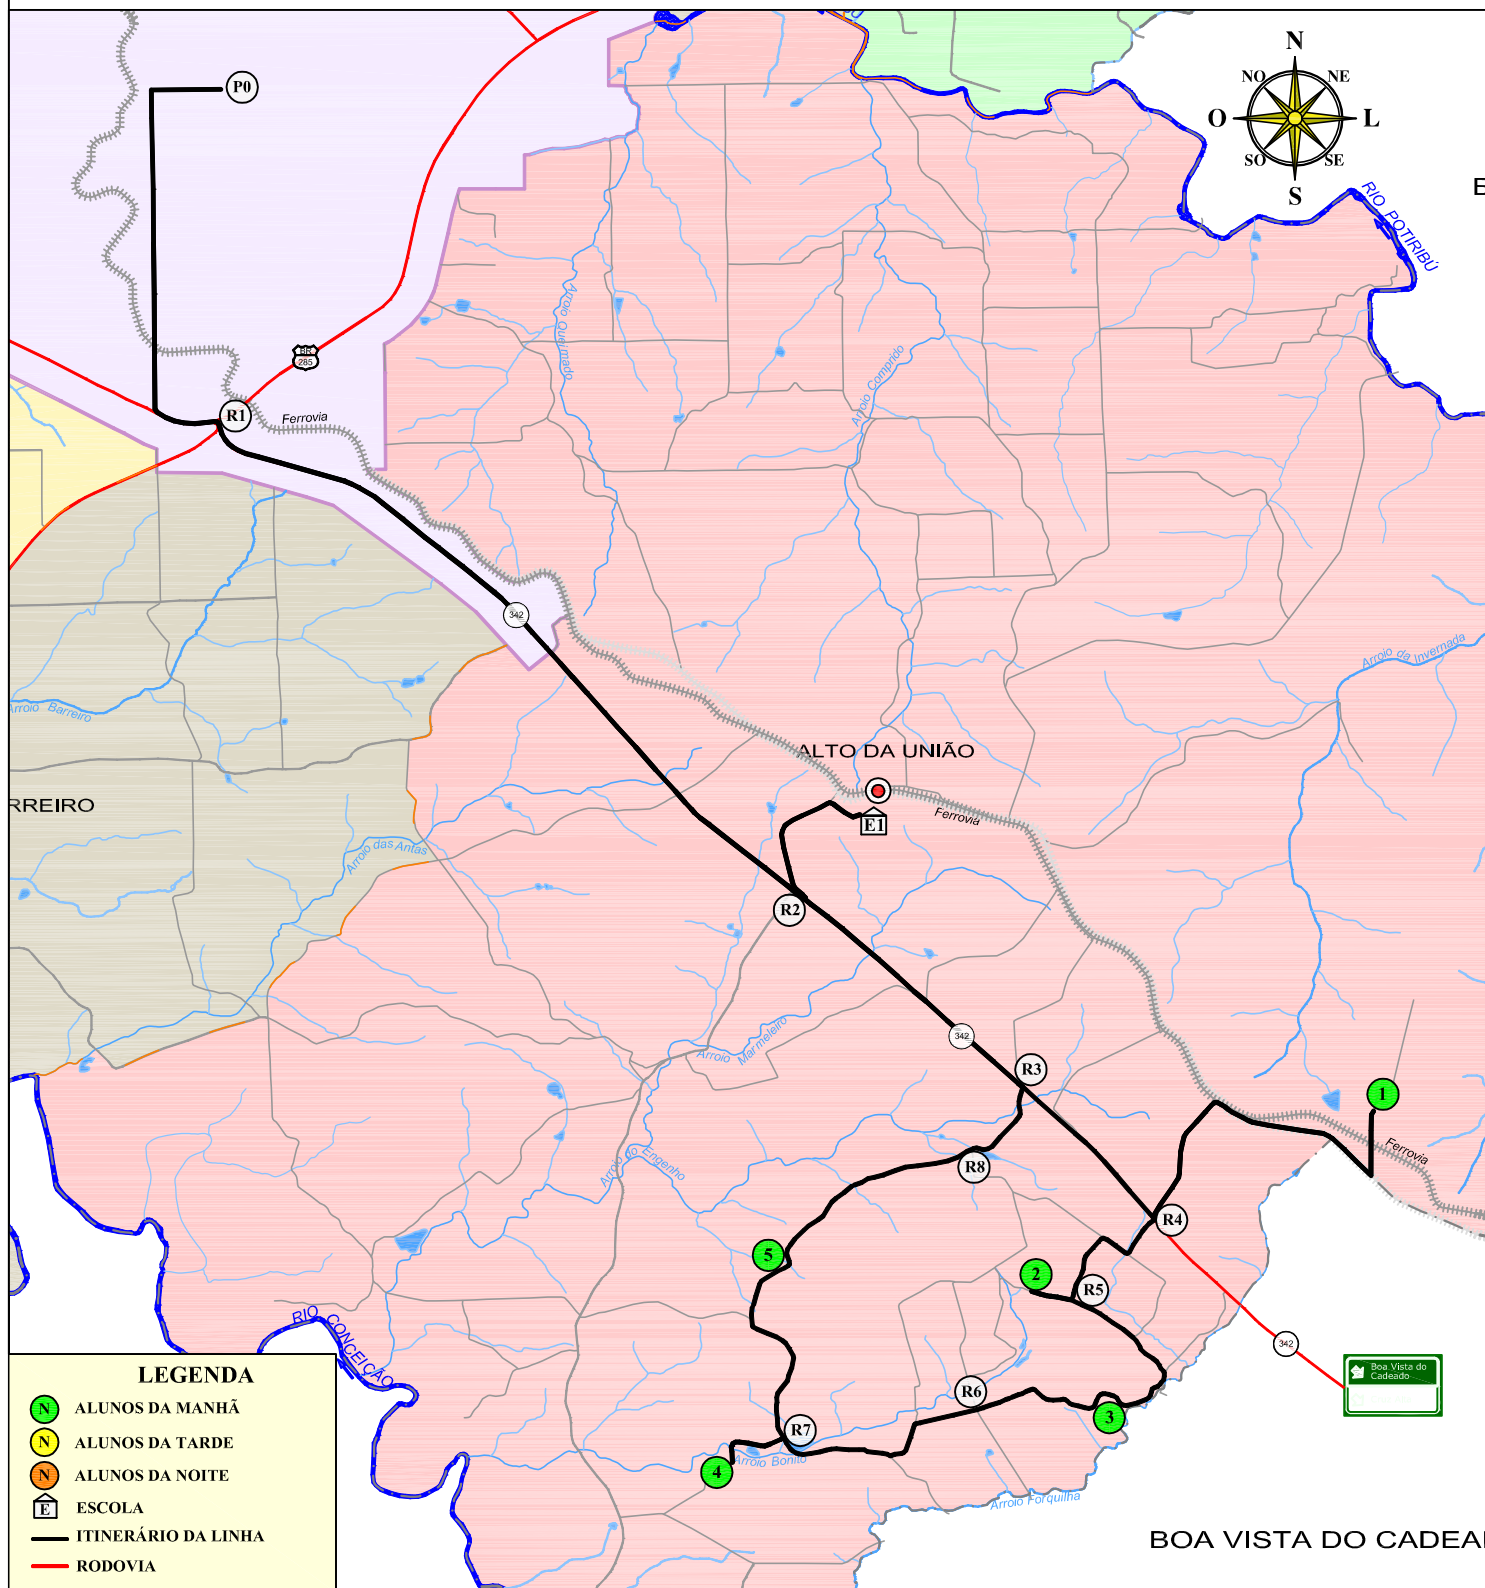 N
NO
NE
O
L
SO
SE
S
P0
RIO POTIRIBÚ
Arroio Queimado
Arroio Comprido
BR
285
R1
Ferrovia
342
Arroio da Invernada
Arroio Barreiro
ALTO DA UNIÃO
RREIRO
E1
Ferrovia
Arroio das Antas
R2
342
Arroio Marmeleiro
R3
1
Ferrovia
R8
Arroio do Engenho
R4
5
2
R5
RIO CONCEIÇÃO
342
Boa Vista do
Cadeado
R6
3
R7
4
Arroio Bonito
Arroio Forquilha
BOA VISTA DO CADEA
LEGENDA
N ALUNOS DA MANHÃ
N ALUNOS DA TARDE
N ALUNOS DA NOITE
E ESCOLA
ITINERÁRIO DA LINHA
RODOVIA